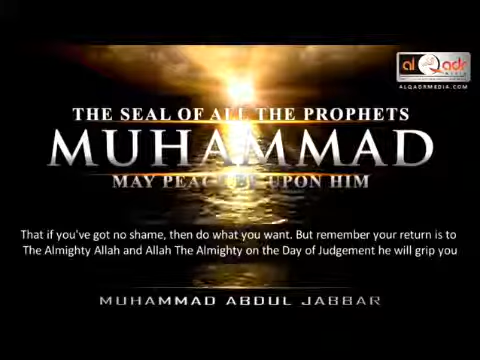 al Qadr
MEDIA
ALQADRMEDIA.COM
THE SEAL OF ALL THE PROPHETS
MUHAMMAD
MAY PEACE BE UPON HIM
That if you've got no shame, then do what you want. But remember your return is to
The Almighty Allah and Allah The Almighty on the Day of Judgement he will grip you
MUHAMMAD ABDUL JABBAR